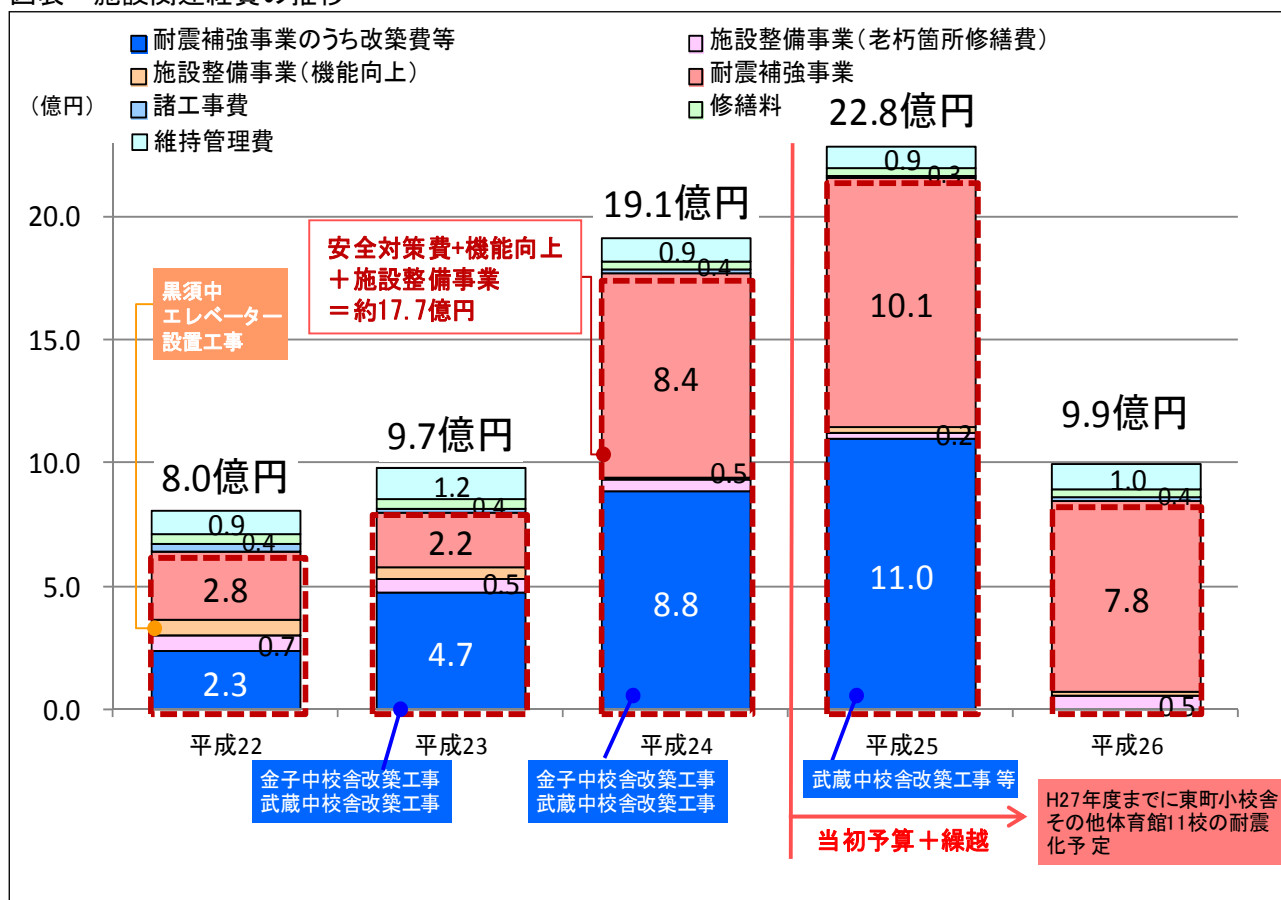 ■耐震補強事業のうち改築費等
■施設整備事業(老朽箇所修繕費)
■施設整備事業(機能向上)
■耐震補強事業
(億円)
■諸工事費
■修繕料
□維持管理費
22.8億円
19.1億円
9.7億円
8.0億円
9.9億円
20.0
15.0
10.0
5.0
0.0
安全対策費+機能向上
+施設整備事業
=約17.7億円
黒須中
エレベーター
設置工事
0.9
0.4
2.8
0.7
2.3
1.2
0.4
2.2
0.5
4.7
0.9
0.4
8.4
0.5
8.8
0.9
0.3
10.1
0.2
11.0
1.0
0.4
7.8
0.5
平成22
平成23
平成24
平成25
平成26
金子中校舎改築工事
武蔵中校舎改築工事
金子中校舎改築工事
武蔵中校舎改築工事
武蔵中校舎改築工事 等
当初予算+繰越
H27年度までに東町小校舎
その他体育館11校の耐震
化予定